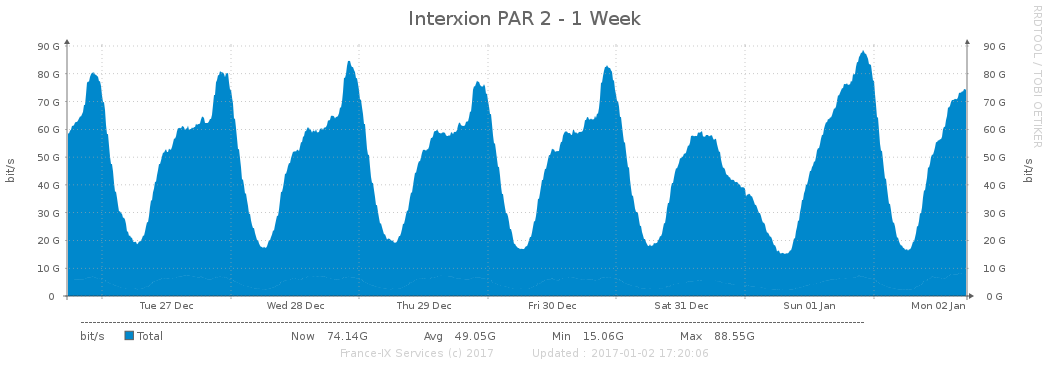 Interxion PAR 2 - 1 Week
RRDTOOL / TOBI OETIKER
bit/s
90 G
80 G
70 G
60 G
50 G
40 G
30 G
20 G
10 G
0
90 G
80 G
70 G
60 G
50 G
40 G
30 G
20 G
10 G
0 G
bit/s
Tue 27 Dec Wed 28 Dec Thu 29 Dec Fri 30 Dec Sat 31 Dec Sun 01 Jan Mon 02 Jan
bit/s Total Now 74.14G Avg 49.05G Min 15.06G Max 88.55G
France-IX Services (c) 2017 Updated : 2017-01-02 17:20:06